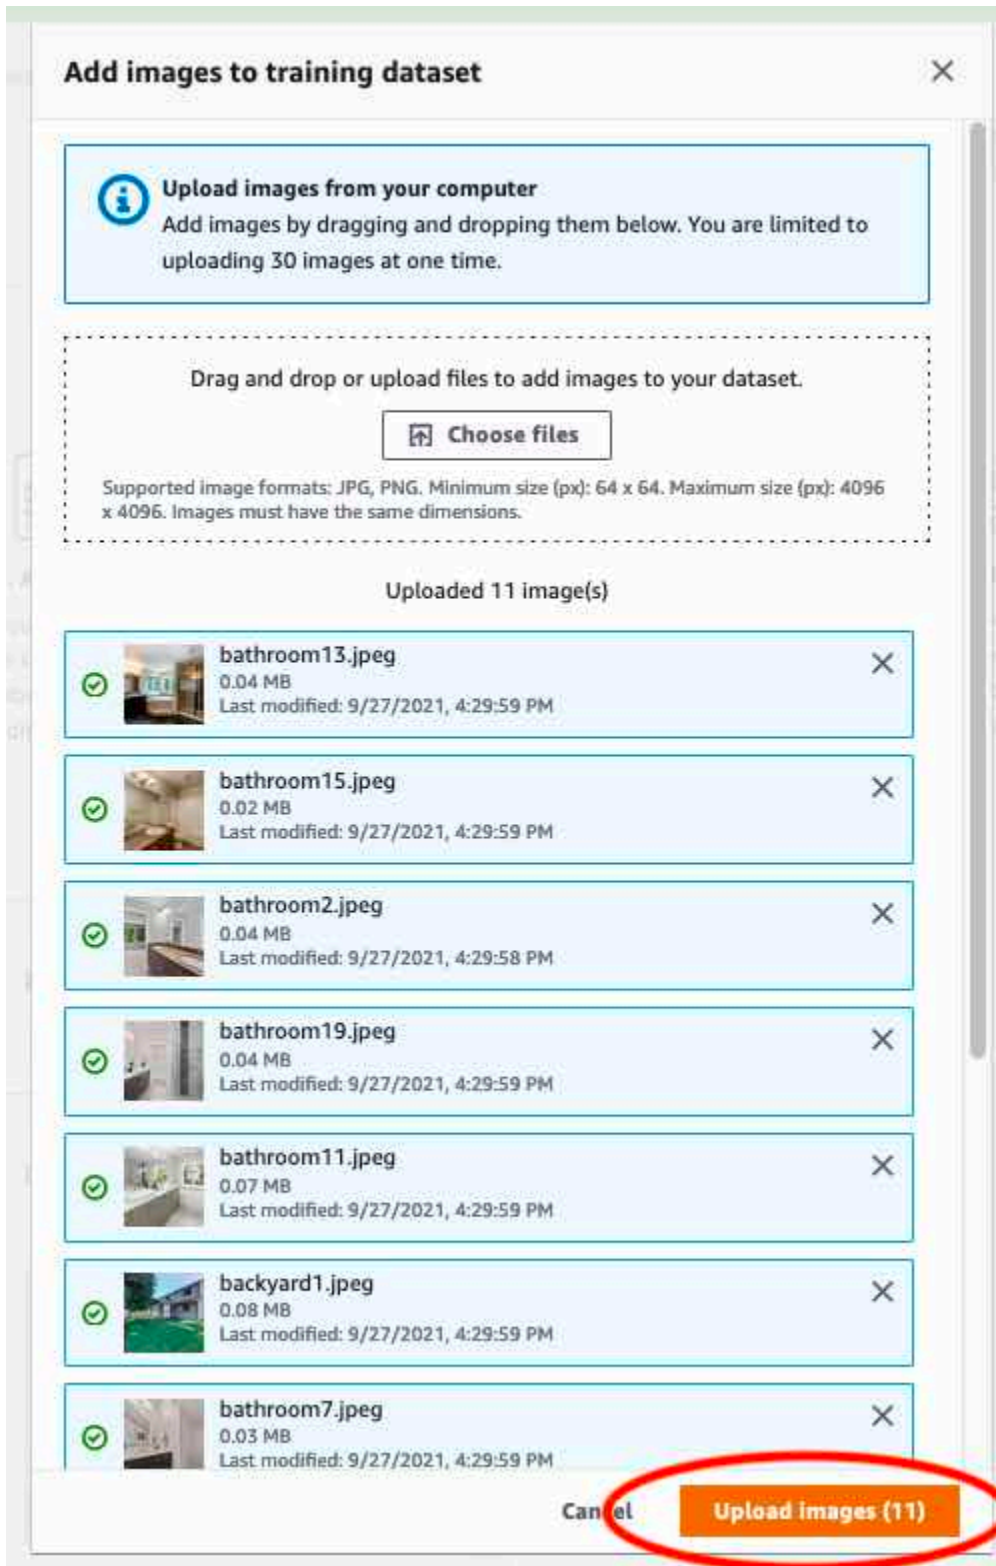 Add images to training dataset
Upload images from your computer
Add images by dragging and dropping them below. You are limited to
uploading 30 images at one time.
Drag and drop or upload files to add images to your dataset.
Choose files
Supported image formats: JPG, PNG. Minimum size (px): 64 x 64. Maximum size (px): 4096
x 4096. Images must have the same dimensions.
Uploaded 11 image(s)
bathroom13.jpeg
0.04 MB
Last modified: 9/27/2021, 4:29:59 PM
bathroom15.jpeg
0.02 MB
Last modified: 9/27/2021, 4:29:59 PM
bathroom2.jpeg
0.04 MB
Last modified: 9/27/2021, 4:29:58 PM
bathroom19.jpeg
0.04 MB
Last modified: 9/27/2021, 4:29:59 PM
bathroom11.jpeg
0.07 MB
Last modified: 9/27/2021, 4:29:59 PM
backyard1.jpeg
0.08 MB
Last modified: 9/27/2021, 4:29:59 PM
bathroom7.jpeg
0.03 MB
Last modified: 9/27/2021, 4:29:59 PM
Cancel
Upload images (11)